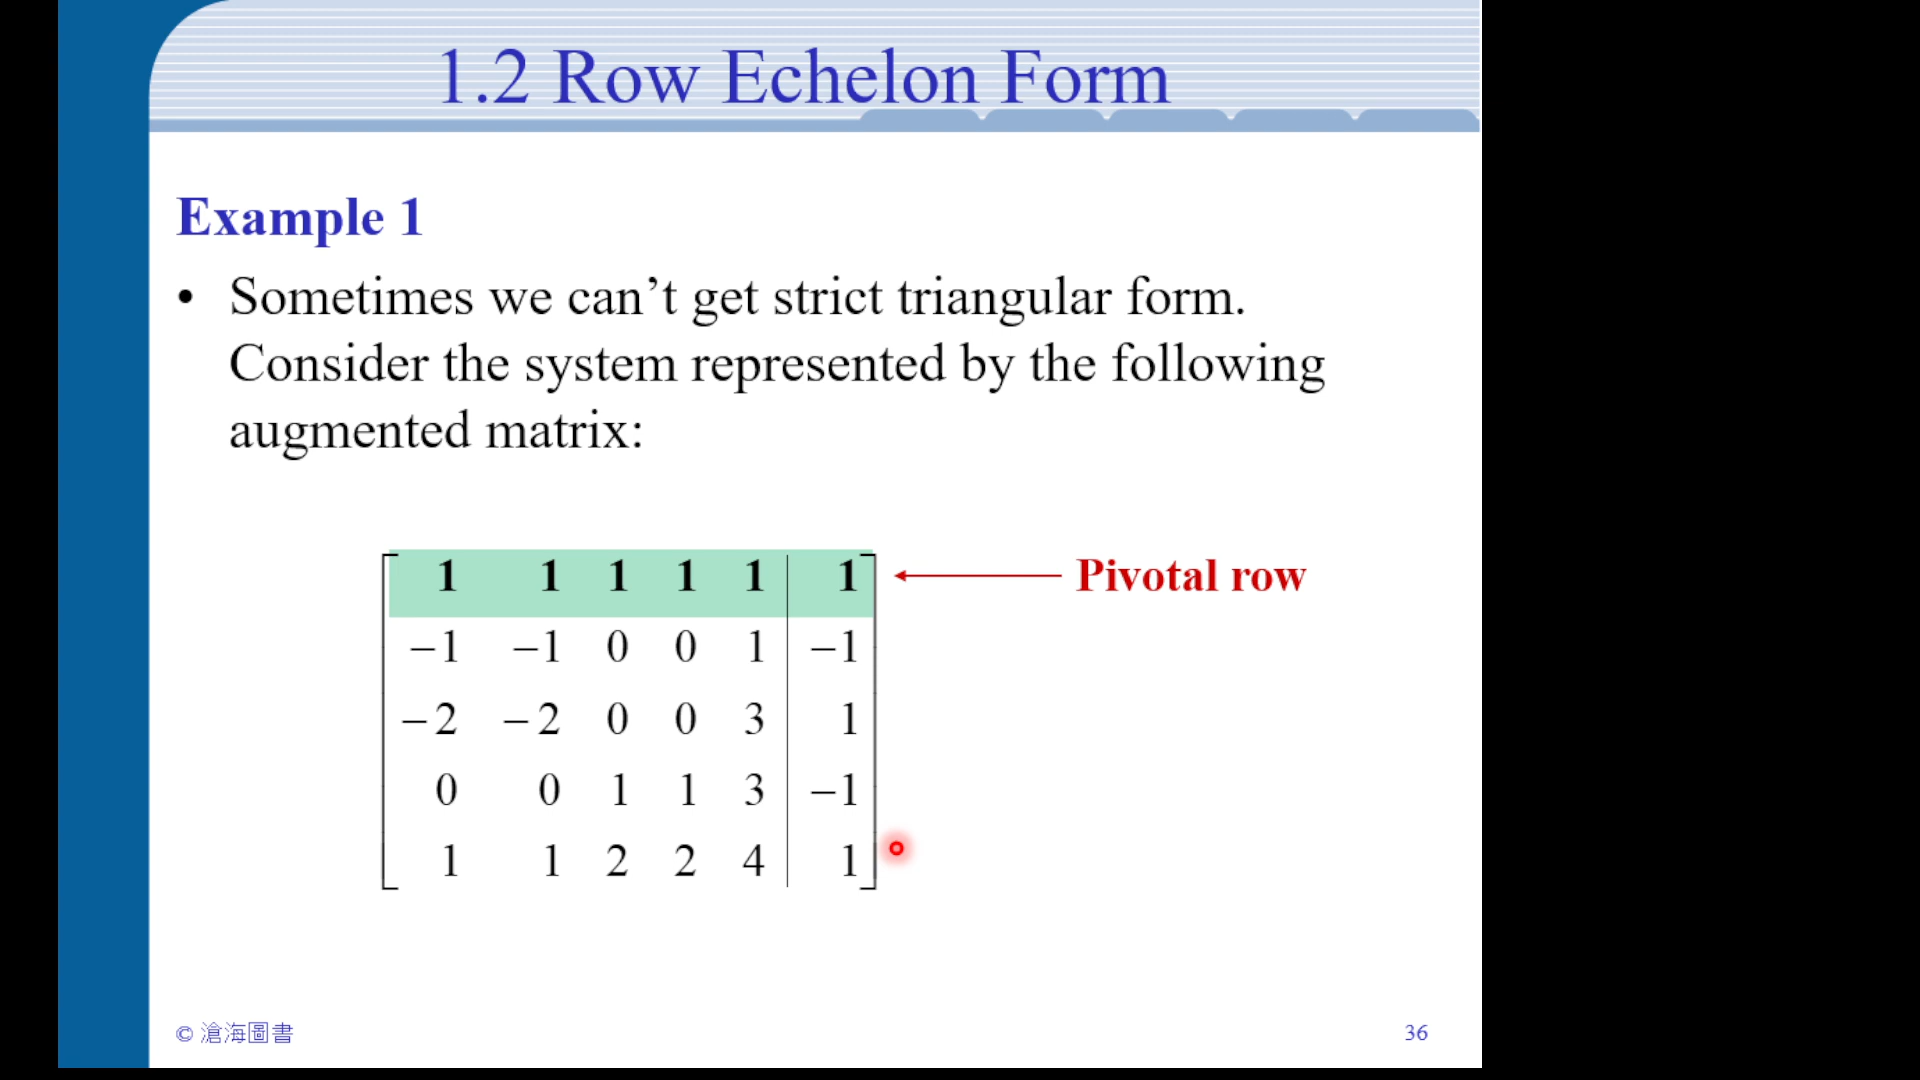 1.2 Row Echelon Form
Example 1
• Sometimes we can’t get strict triangular form.
Consider the system represented by the following
augmented matrix:
1 1 1 1 1 1
Pivotal row
−1 −1 0 0 1 −1
−2 −2 0 0 3 1
0 0 1 1 3 −1
1 1 2 2 4 1
© 滄海圖書
36